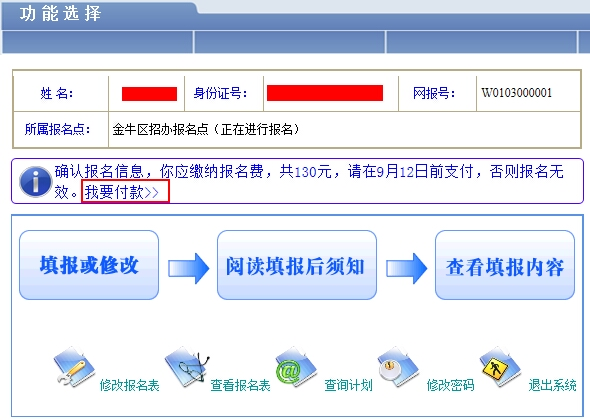 功能选择
姓 名： 身份证号： 网报号： W0103000001
所属报名点： 金牛区招办报名点（正在进行报名）
确认报名信息，你应缴纳报名费，共130元，请在9月12日前支付，否则报名无
效。我要付款>>
填报或修改 阅读填报后须知 查看填报内容
修改报名表 查看报名表 查询计划 修改密码 退出系统